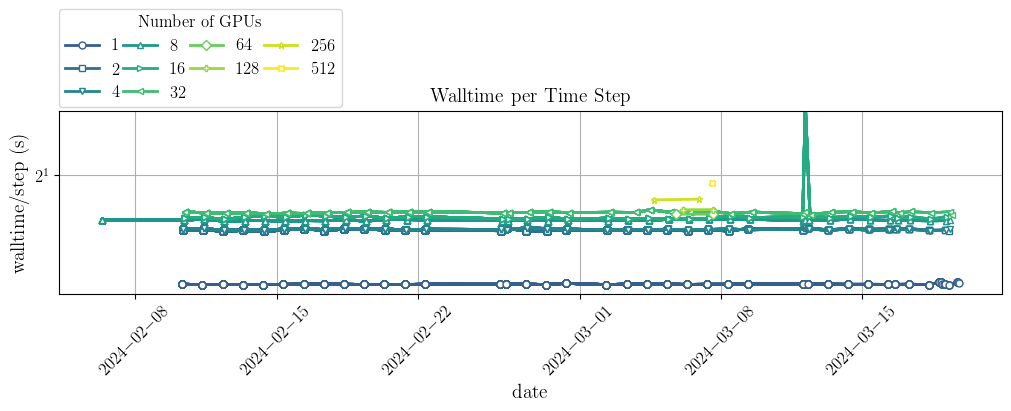 Number of GPUs
1 8 64 256
2 16 128 512
4 32
Walltime per Time Step
walltime/step (s)
2¹
2024−02−08 2024−02−15 2024−02−22 2024−03−01 2024−03−08 2024−03−15
date